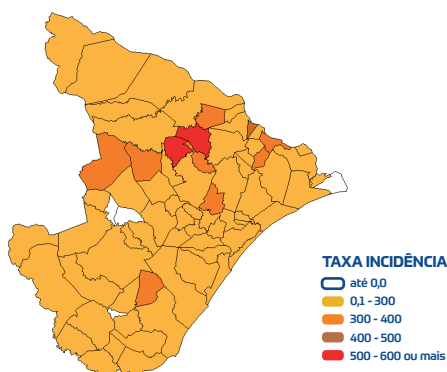 TAXA INCIDÊNCIA
até 0,0
0,1 - 300
300 - 400
400 - 500
500 - 600 ou mais